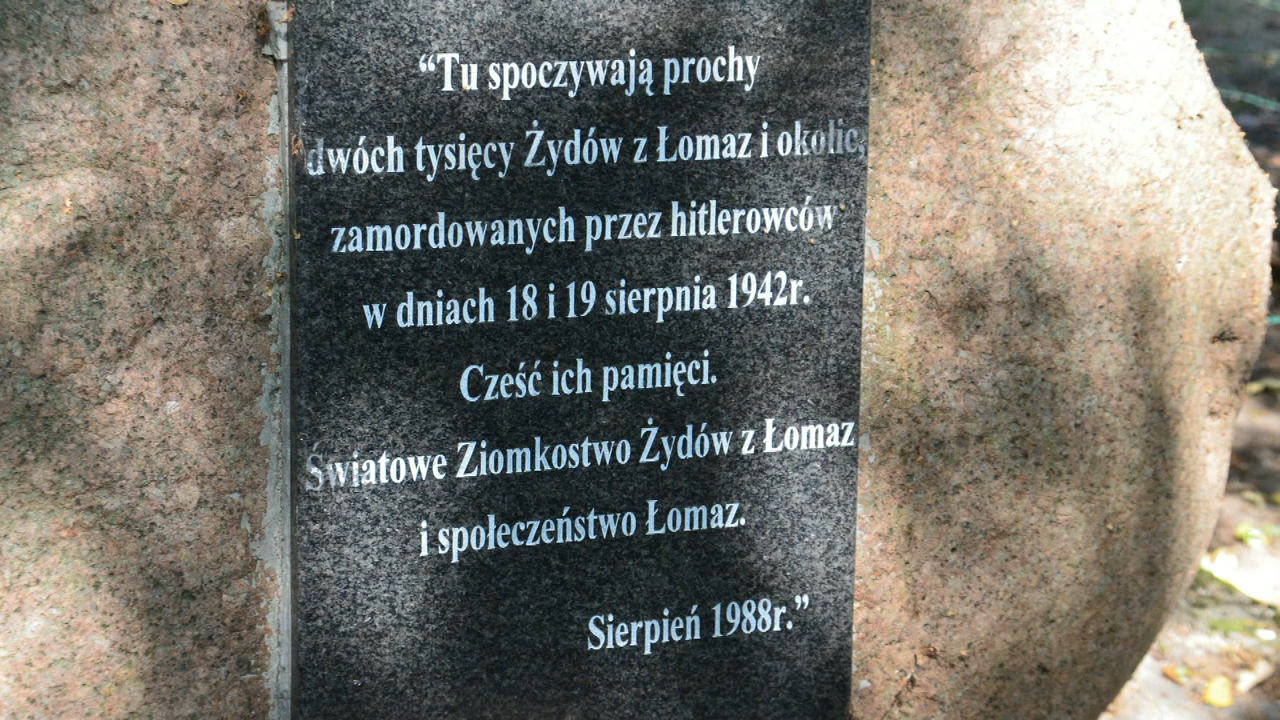 “Tu spoczywają prochy
dwóch tysięcy Żydów z Łomaz i okolic,
zamordowanych przez hitlerowców
w dniach 18 i 19 sierpnia 1942r.
Cześć ich pamięci.
Światowe Ziomkostwo Żydów z Łomaz
i społeczeństwo Łomaz.
Sierpień 1988r.”